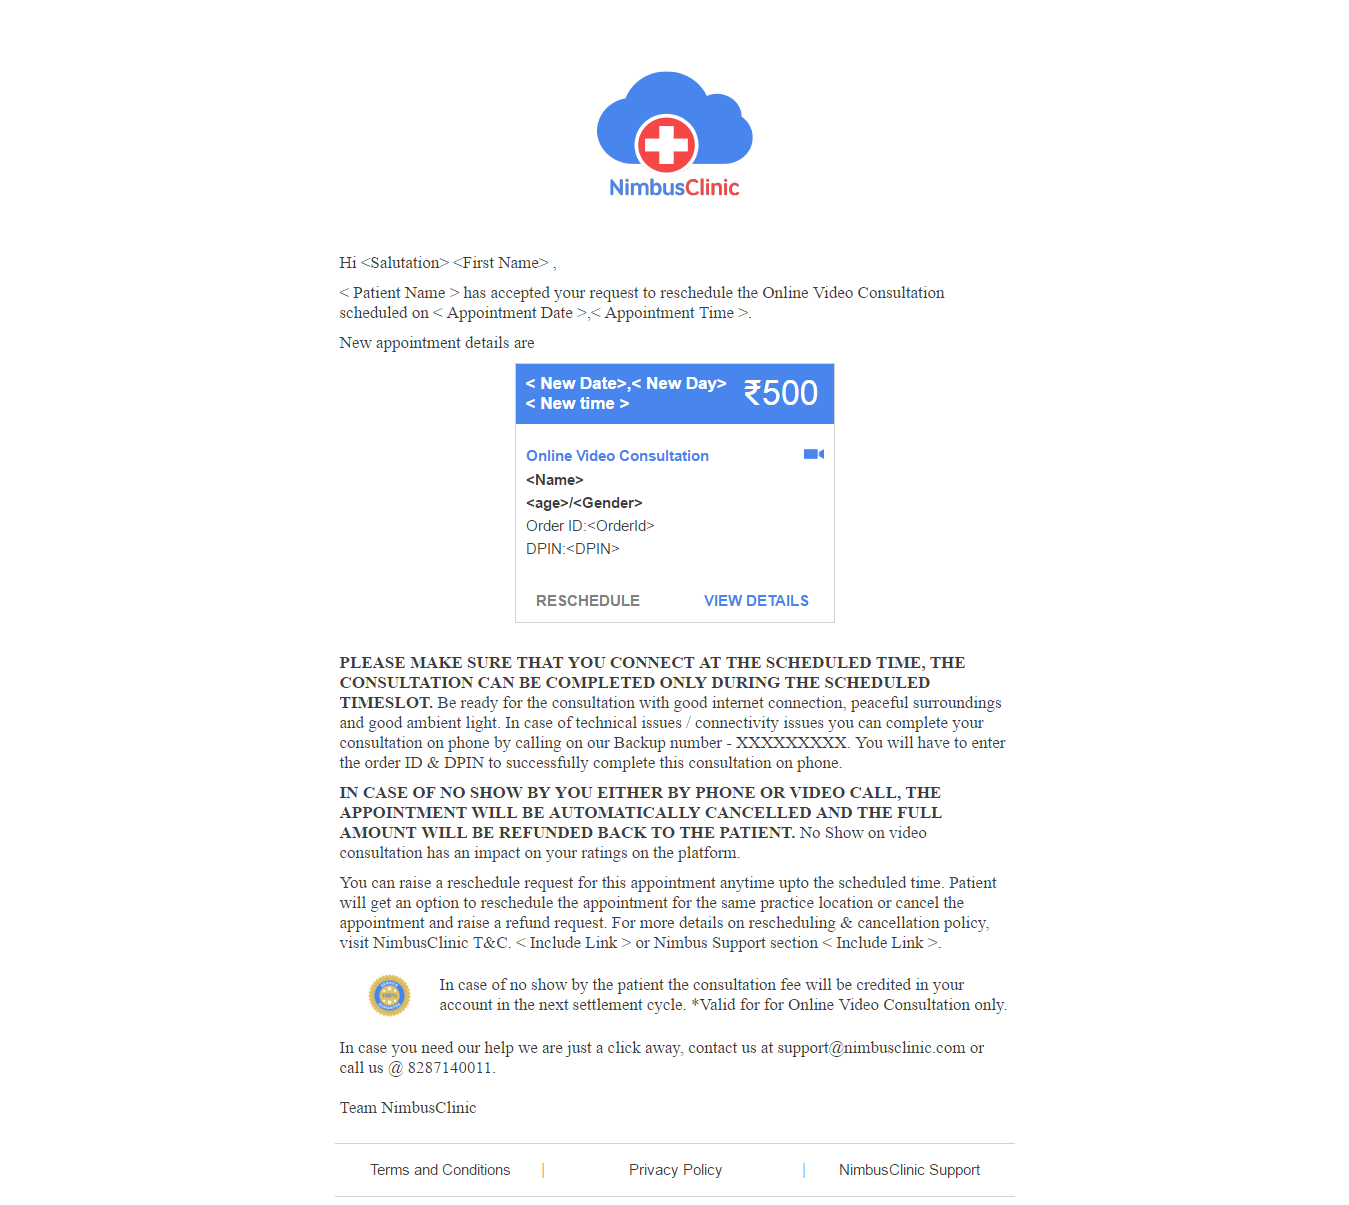 NimbusClinic
Hi <Salutation> <First Name> ,
< Patient Name > has accepted your request to reschedule the Online Video Consultation
scheduled on < Appointment Date >,< Appointment Time >.
New appointment details are
< New Date>,< New Day>
< New time >
₹500
Online Video Consultation
<Name>
<age>/<Gender>
Order ID:<OrderId>
DPIN:<DPIN>
RESCHEDULE VIEW DETAILS
PLEASE MAKE SURE THAT YOU CONNECT AT THE SCHEDULED TIME, THE
CONSULTATION CAN BE COMPLETED ONLY DURING THE SCHEDULED
TIMESLOT. Be ready for the consultation with good internet connection, peaceful surroundings
and good ambient light. In case of technical issues / connectivity issues you can complete your
consultation on phone by calling on our Backup number - XXXXXXXXX. You will have to enter
the order ID & DPIN to successfully complete this consultation on phone.
IN CASE OF NO SHOW BY YOU EITHER BY PHONE OR VIDEO CALL, THE
APPOINTMENT WILL BE AUTOMATICALLY CANCELLED AND THE FULL
AMOUNT WILL BE REFUNDED BACK TO THE PATIENT. No Show on video
consultation has an impact on your ratings on the platform.
You can raise a reschedule request for this appointment anytime upto the scheduled time. Patient
will get an option to reschedule the appointment for the same practice location or cancel the
appointment and raise a refund request. For more details on rescheduling & cancellation policy,
visit NimbusClinic T&C. < Include Link > or Nimbus Support section < Include Link >.
In case of no show by the patient the consultation fee will be credited in your
account in the next settlement cycle. *Valid for for Online Video Consultation only.
In case you need our help we are just a click away, contact us at support@nimbusclinic.com or
call us @ 8287140011.
Team NimbusClinic
Terms and Conditions | Privacy Policy | NimbusClinic Support